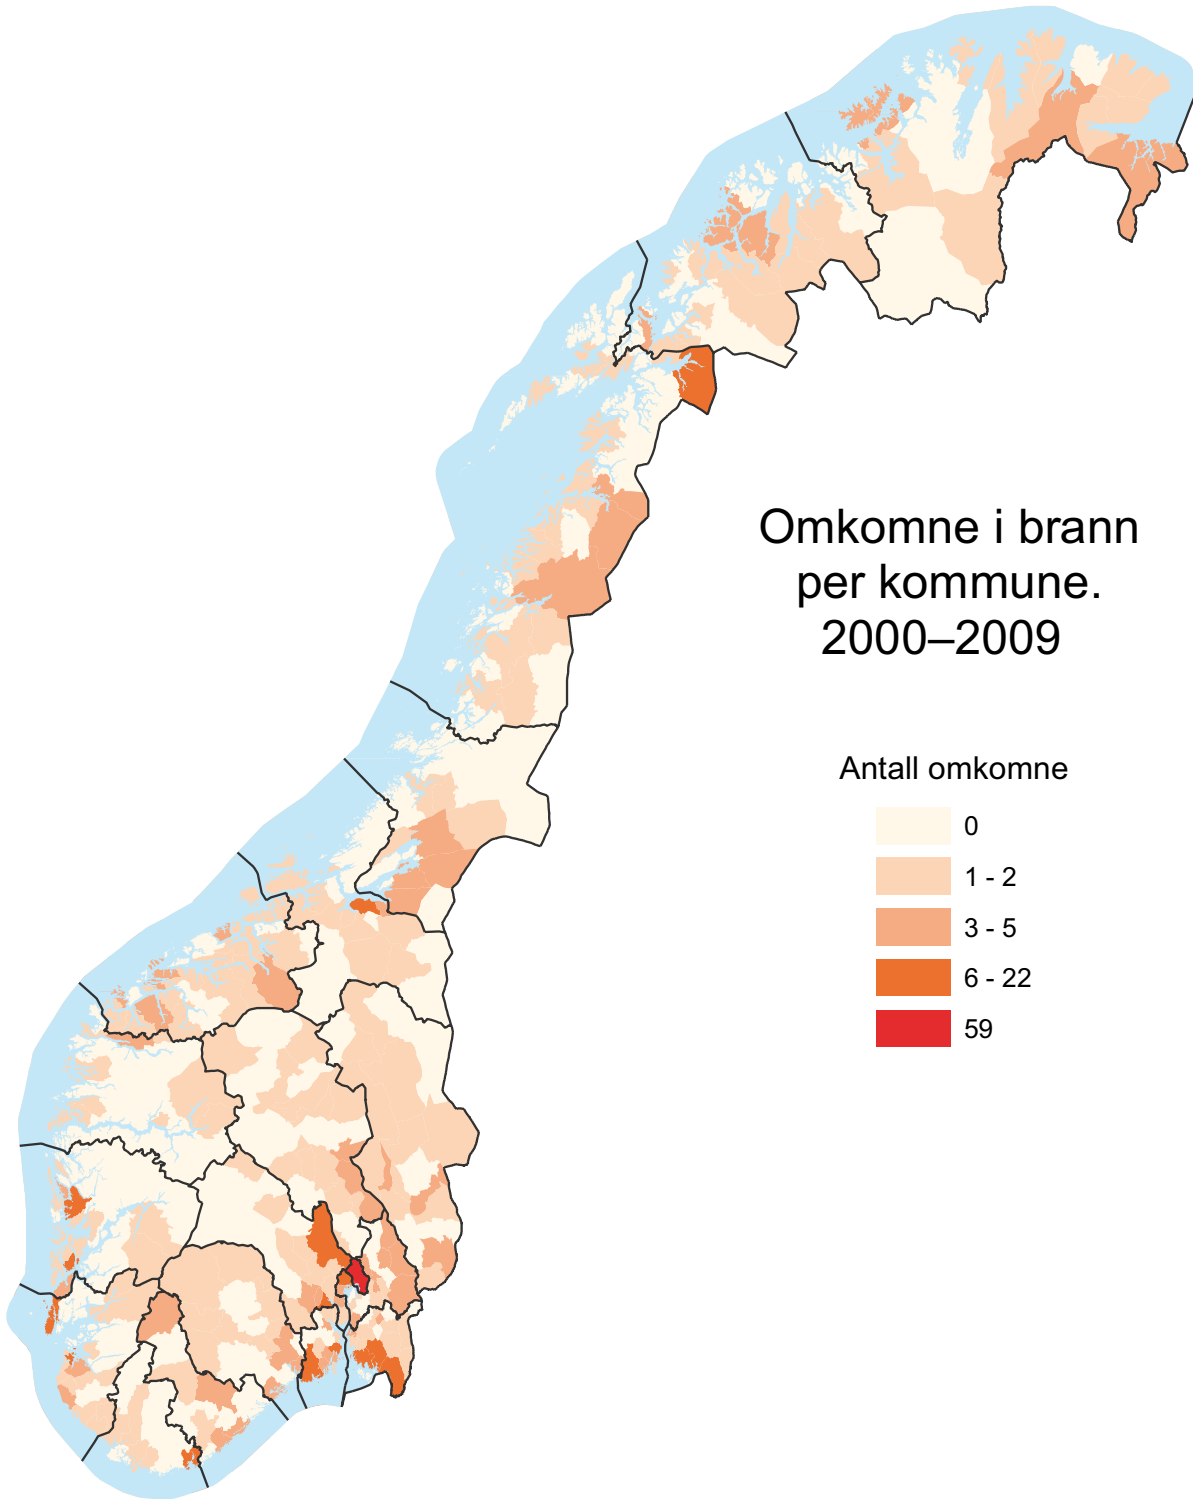 Omkomne i brann
per kommune.
2000–2009
Antall omkomne
0
1 - 2
3 - 5
6 - 22
59